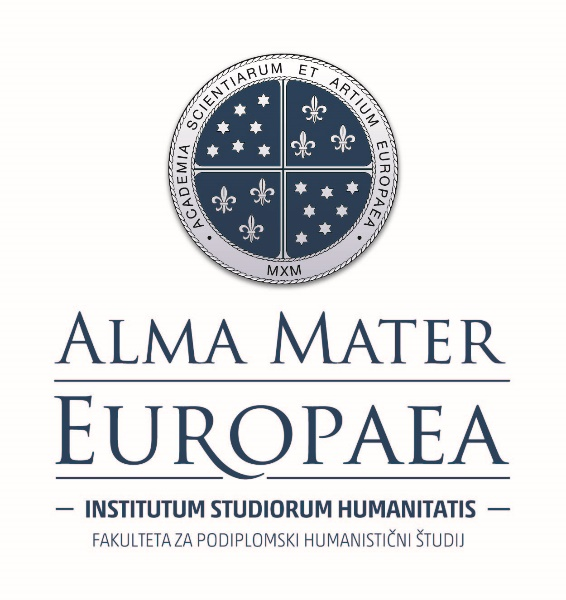 • ACADEMIA SCIENTIARUM ET ARTIUM EUROPAEA •
MXM
ALMA MATER
EUROPAEA
– INSTITUTUM STUDIORUM HUMANITATIS –
FAKULTETA ZA PODIPLOMSKI HUMANISTIČNI ŠTUDIJ